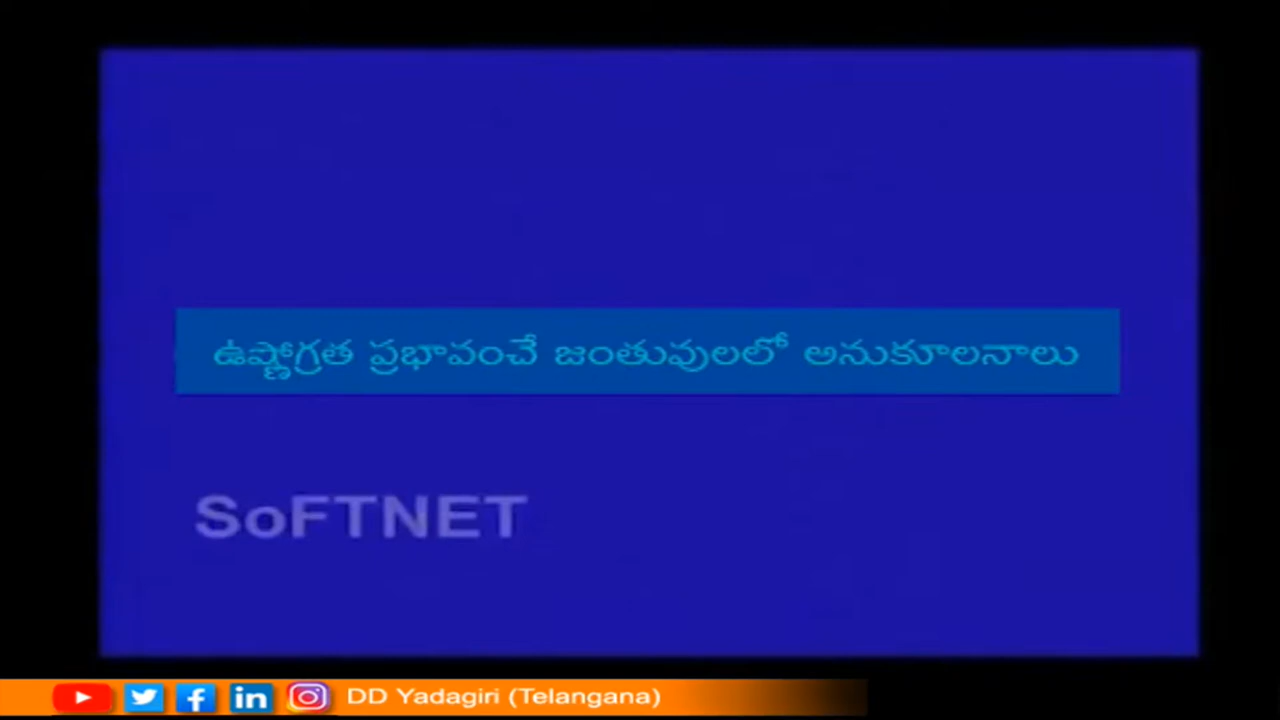 ఉష్ణోగ్రత ప్రభావంచే జంతువులలో అనుకూలనాలు
SoFTNET
DD Yadagiri (Telangana)